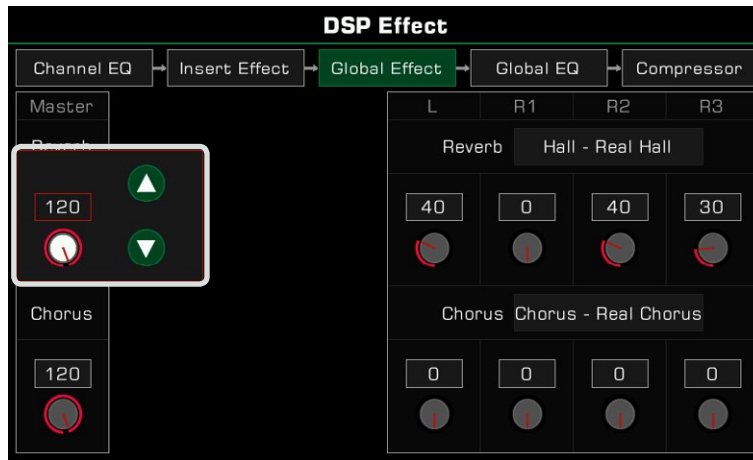 DSP Effect
Channel EQ Insert Effect Global Effect Global EQ Compressor
Master L R1 R2 R3
Reverb Reverb Hall - Real Hall
120 40 0 40 30
Chorus Chorus Chorus - Real Chorus
120 0 0 0 0